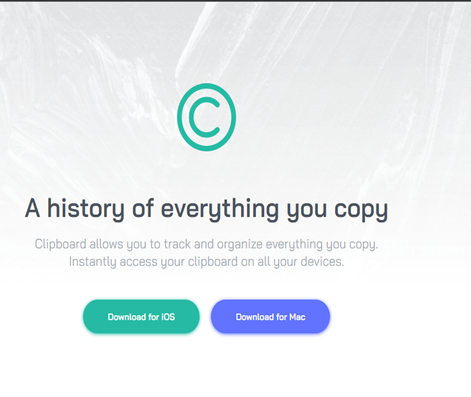 ©
A history of everything you copy
Clipboard allows you to track and organize everything you copy.
Instantly access your clipboard on all your devices.
Download for iOS
Download for Mac